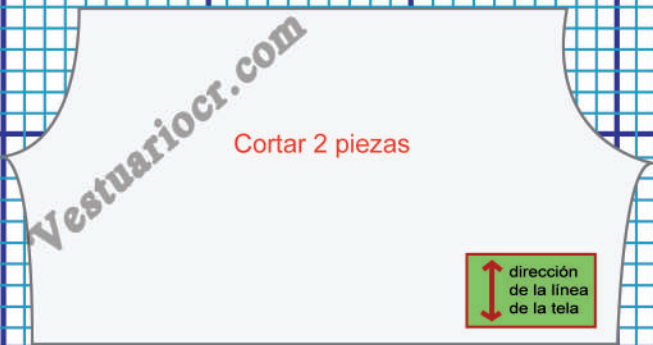 Vestuariocr.com
Cortar 2 piezas
dirección
de la línea
de la tela